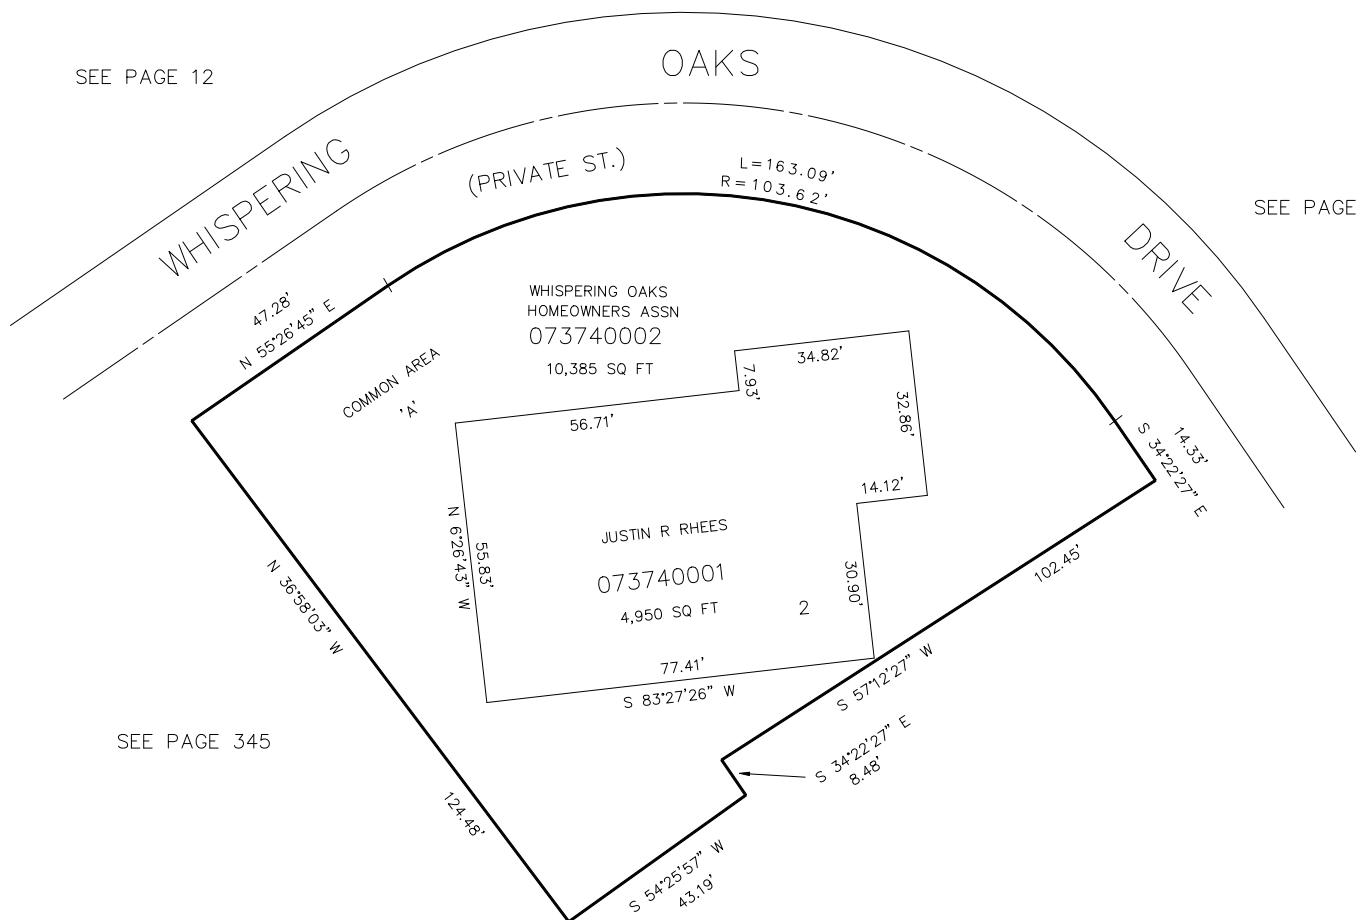 SEE PAGE 12
WHISPERING
OAKS
DRIVE
(PRIVATE ST.)
L=163.09'
R=103.62'
SEE PAGE
47.28'
N 55°26'45" E
WHISPERING OAKS
HOMEOWNERS ASSN
073740002
10,385 SQ FT
COMMON AREA
'A'
34.82'
7.93'
56.71'
32.86'
14.12'
14.33'
S 34°22'27" E
N 6°26'43" W
55.83'
JUSTIN R RHEES
073740001
4,950 SQ FT
2
30.90'
102.45'
S 57°12'27" W
77.41'
S 83°27'26" W
N 36°58'03" W
124.48'
SEE PAGE 345
S 34°22'27" E
8.48'
S 54°25'57" W
43.19'